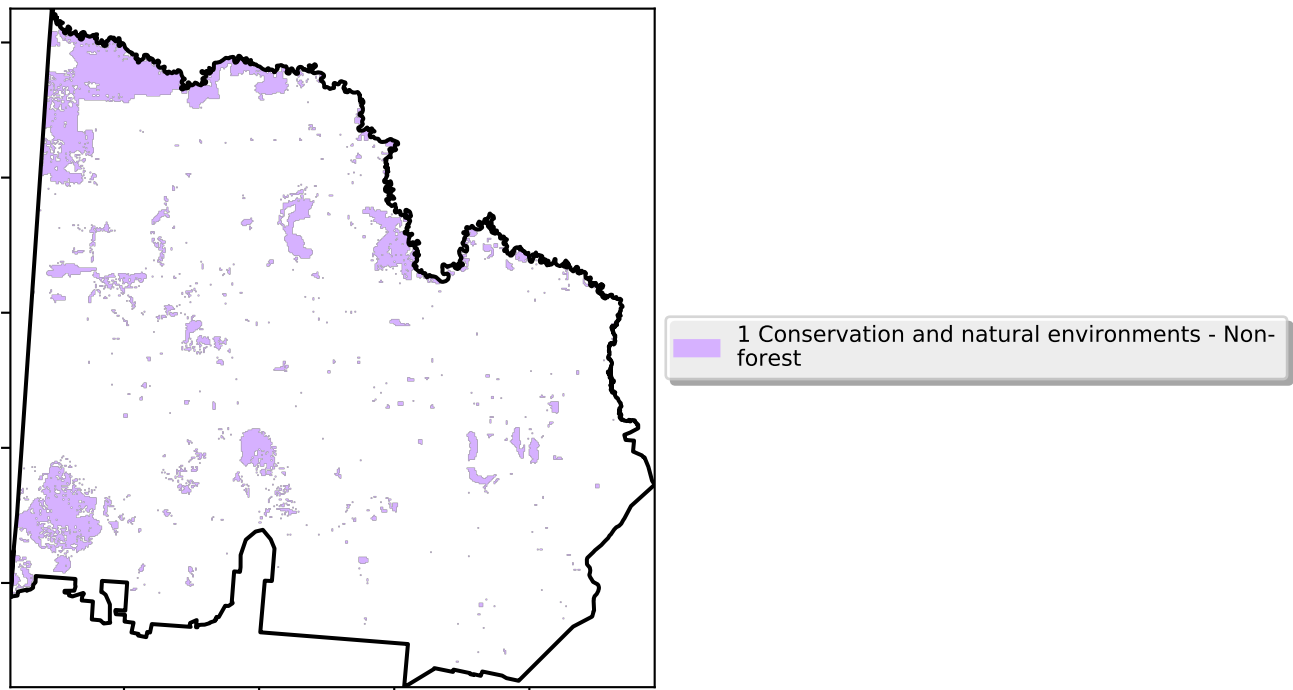 1 Conservation and natural environments - Non-
forest